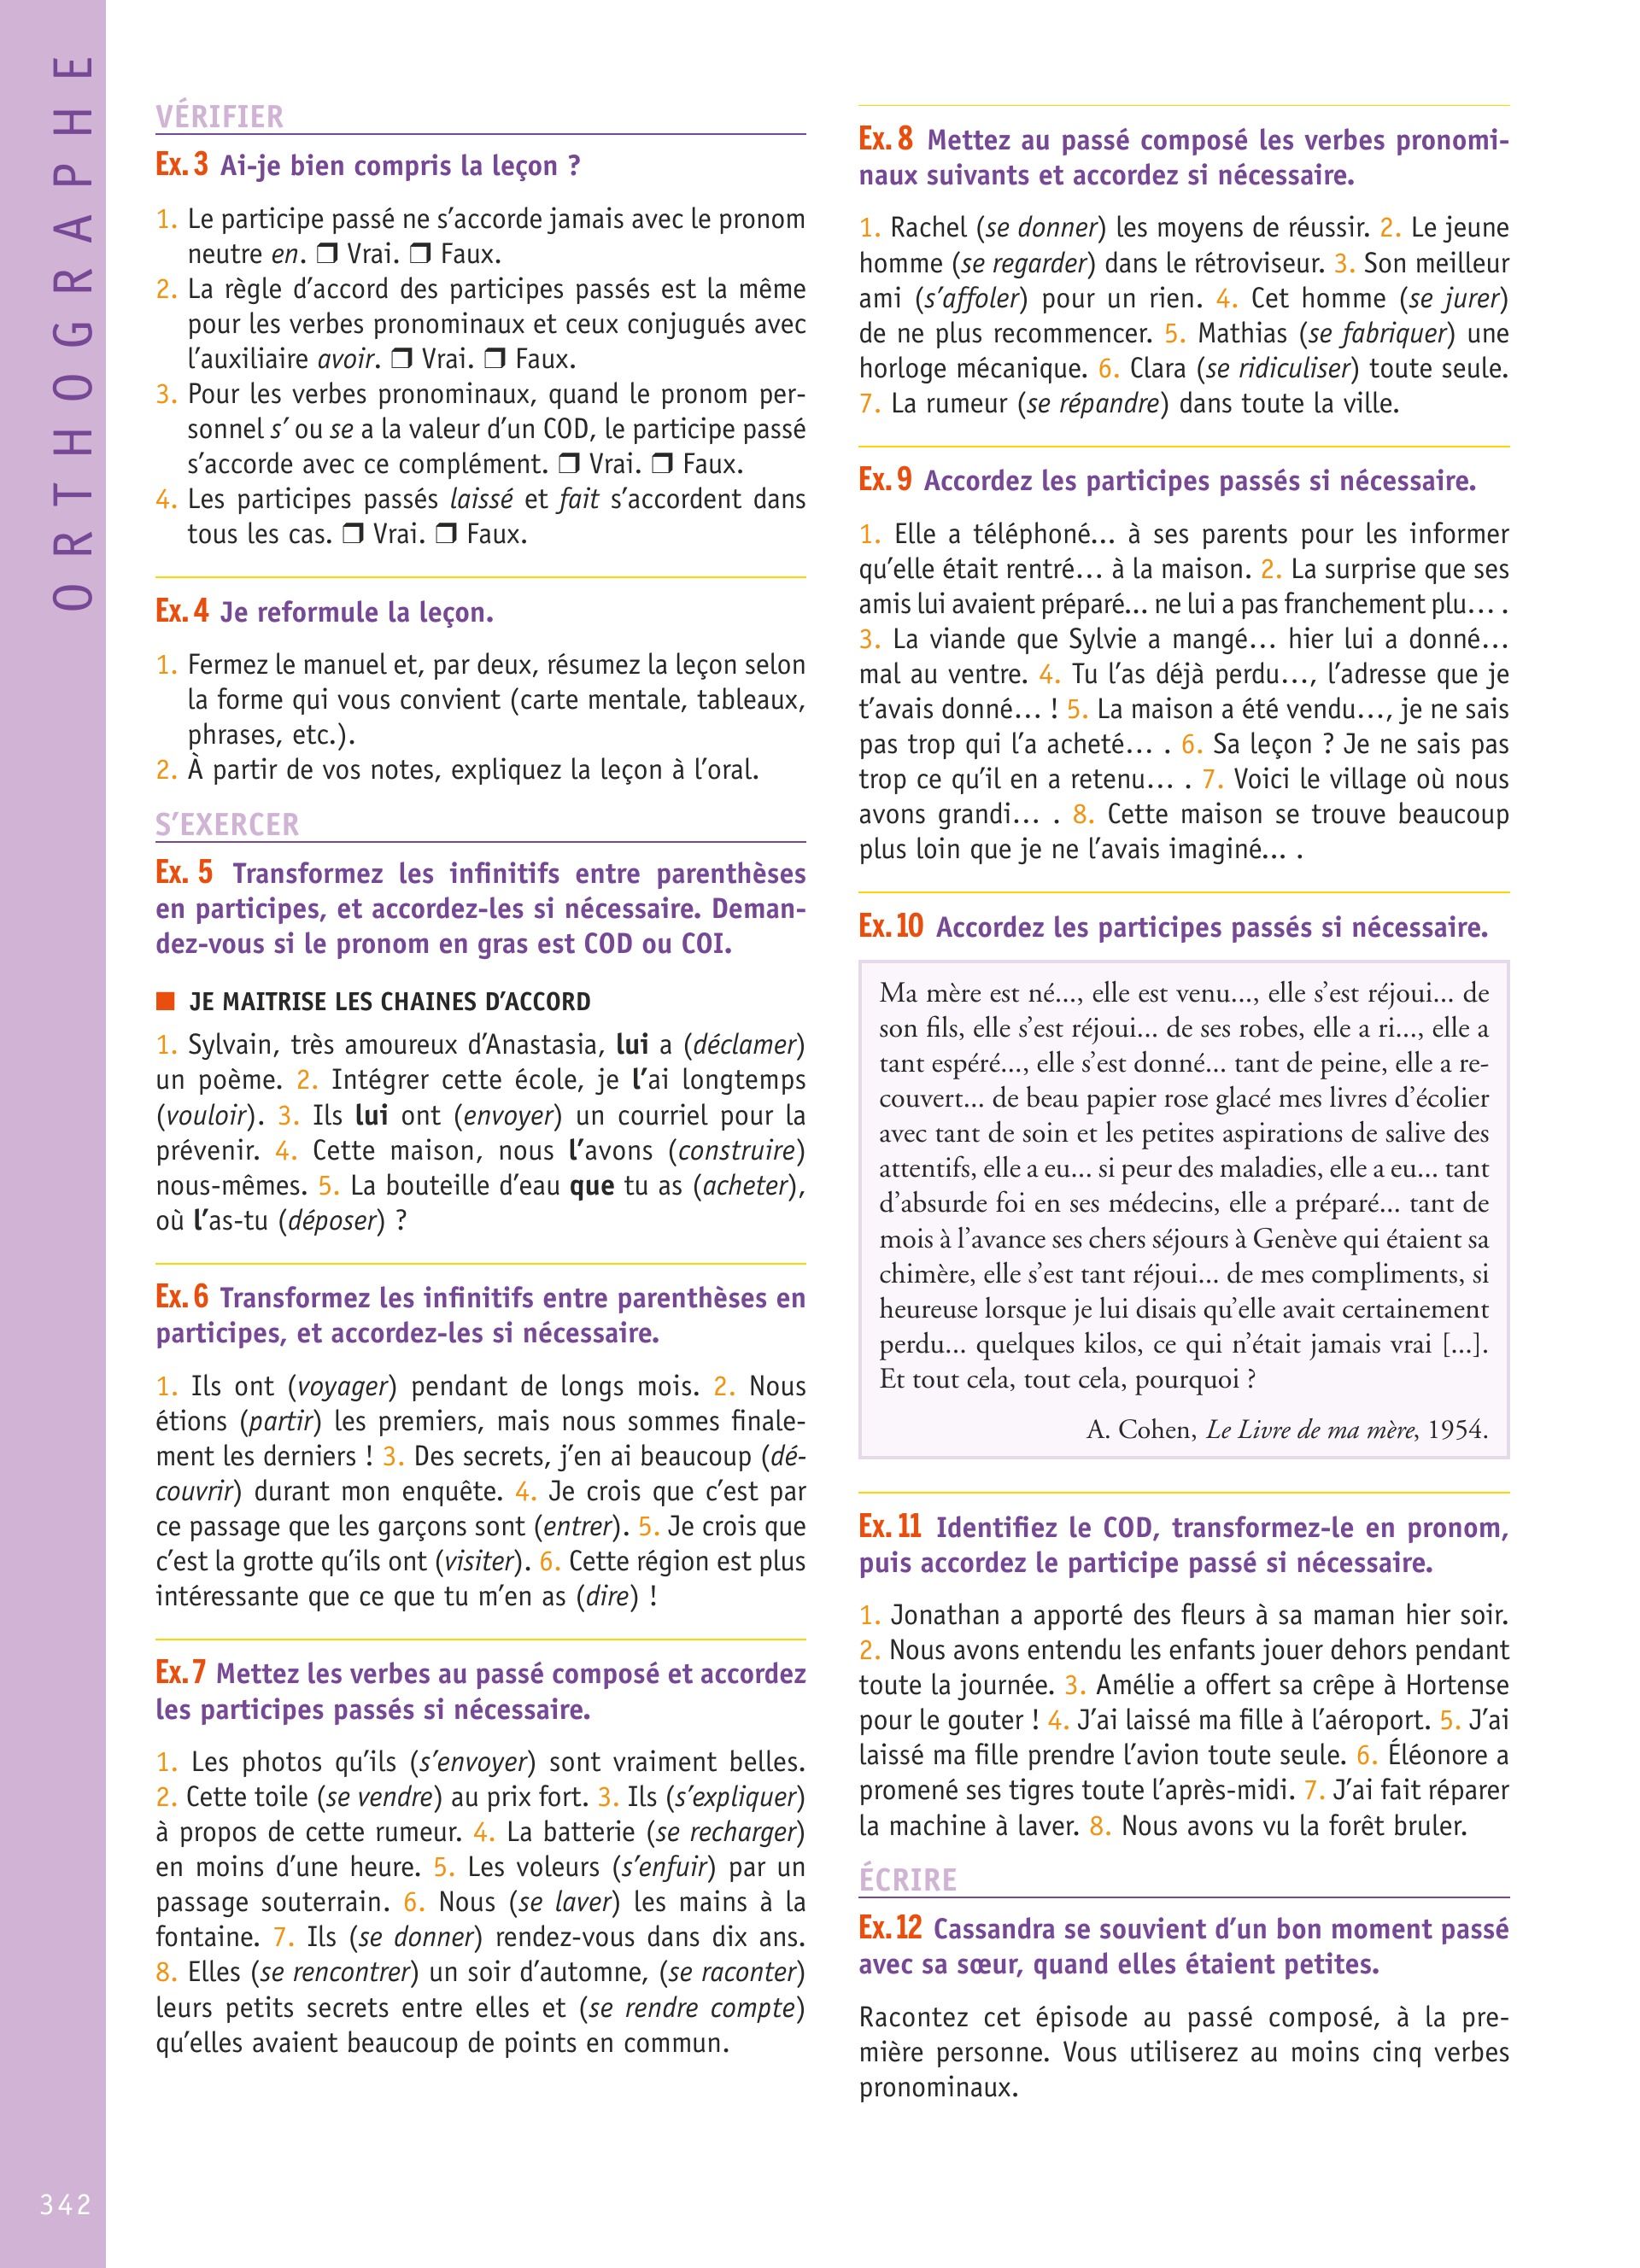 ORTHOGRAPHE
VÉRIFIER
Ex. 3 Ai-je bien compris la leçon ?
1. Le participe passé ne s’accorde jamais avec le pronom
neutre en. ❒ Vrai. ❒ Faux.
2. La règle d’accord des participes passés est la même
pour les verbes pronominaux et ceux conjugués avec
l’auxiliaire avoir. ❒ Vrai. ❒ Faux.
3. Pour les verbes pronominaux, quand le pronom per-
sonnel s’ ou se a la valeur d’un COD, le participe passé
s’accorde avec ce complément. ❒ Vrai. ❒ Faux.
4. Les participes passés laissé et fait s’accordent dans
tous les cas. ❒ Vrai. ❒ Faux.
Ex. 4 Je reformule la leçon.
1. Fermez le manuel et, par deux, résumez la leçon selon
la forme qui vous convient (carte mentale, tableaux,
phrases, etc.).
2. À partir de vos notes, expliquez la leçon à l’oral.
S’EXERCER
Ex. 5 Transformez les infinitifs entre parenthèses
en participes, et accordez-les si nécessaire. Deman-
dez-vous si le pronom en gras est COD ou COI.
■ JE MAITRISE LES CHAINES D’ACCORD
1. Sylvain, très amoureux d’Anastasia, lui a (déclamer)
un poème. 2. Intégrer cette école, je l’ai longtemps
(vouloir). 3. Ils lui ont (envoyer) un courriel pour la
prévenir. 4. Cette maison, nous l’avons (construire)
nous-mêmes. 5. La bouteille d’eau que tu as (acheter),
où l’as-tu (déposer) ?
Ex. 6 Transformez les infinitifs entre parenthèses en
participes, et accordez-les si nécessaire.
1. Ils ont (voyager) pendant de longs mois. 2. Nous
étions (partir) les premiers, mais nous sommes finale-
ment les derniers ! 3. Des secrets, j’en ai beaucoup (dé-
couvrir) durant mon enquête. 4. Je crois que c’est par
ce passage que les garçons sont (entrer). 5. Je crois que
c’est la grotte qu’ils ont (visiter). 6. Cette région est plus
intéressante que ce que tu m’en as (dire) !
Ex. 7 Mettez les verbes au passé composé et accordez
les participes passés si nécessaire.
1. Les photos qu’ils (s’envoyer) sont vraiment belles.
2. Cette toile (se vendre) au prix fort. 3. Ils (s’expliquer)
à propos de cette rumeur. 4. La batterie (se recharger)
en moins d’une heure. 5. Les voleurs (s’enfuir) par un
passage souterrain. 6. Nous (se laver) les mains à la
fontaine. 7. Ils (se donner) rendez-vous dans dix ans.
8. Elles (se rencontrer) un soir d’automne, (se raconter)
leurs petits secrets entre elles et (se rendre compte)
qu’elles avaient beaucoup de points en commun.
Ex. 8 Mettez au passé composé les verbes pronomi-
naux suivants et accordez si nécessaire.
1. Rachel (se donner) les moyens de réussir. 2. Le jeune
homme (se regarder) dans le rétroviseur. 3. Son meilleur
ami (s’affoler) pour un rien. 4. Cet homme (se jurer)
de ne plus recommencer. 5. Mathias (se fabriquer) une
horloge mécanique. 6. Clara (se ridiculiser) toute seule.
7. La rumeur (se répandre) dans toute la ville.
Ex. 9 Accordez les participes passés si nécessaire.
1. Elle a téléphoné… à ses parents pour les informer
qu’elle était rentré… à la maison. 2. La surprise que ses
amis lui avaient préparé… ne lui a pas franchement plu… .
3. La viande que Sylvie a mangé… hier lui a donné…
mal au ventre. 4. Tu l’as déjà perdu…, l’adresse que je
t’avais donné… ! 5. La maison a été vendu…, je ne sais
pas trop qui l’a acheté… . 6. Sa leçon ? Je ne sais pas
trop ce qu’il en a retenu… . 7. Voici le village où nous
avons grandi… . 8. Cette maison se trouve beaucoup
plus loin que je ne l’avais imaginé… .
Ex. 10 Accordez les participes passés si nécessaire.
Ma mère est né…, elle est venu…, elle s’est réjoui… de
son fils, elle s’est réjoui… de ses robes, elle a ri…, elle a
tant espéré…, elle s’est donné… tant de peine, elle a re-
couvert… de beau papier rose glacé mes livres d’écolier
avec tant de soin et les petites aspirations de salive des
attentifs, elle a eu… si peur des maladies, elle a eu… tant
d’absurde foi en ses médecins, elle a préparé… tant de
mois à l’avance ses chers séjours à Genève qui étaient sa
chimère, elle s’est tant réjoui… de mes compliments, si
heureuse lorsque je lui disais qu’elle avait certainement
perdu… quelques kilos, ce qui n’était jamais vrai […].
Et tout cela, tout cela, pourquoi ?
A. Cohen, Le Livre de ma mère, 1954.
Ex. 11 Identifiez le COD, transformez-le en pronom,
puis accordez le participe passé si nécessaire.
1. Jonathan a apporté des fleurs à sa maman hier soir.
2. Nous avons entendu les enfants jouer dehors pendant
toute la journée. 3. Amélie a offert sa crêpe à Hortense
pour le gouter ! 4. J’ai laissé ma fille à l’aéroport. 5. J’ai
laissé ma fille prendre l’avion toute seule. 6. Éléonore a
promené ses tigres toute l’après-midi. 7. J’ai fait réparer
la machine à laver. 8. Nous avons vu la forêt bruler.
ÉCRIRE
Ex. 12 Cassandra se souvient d’un bon moment passé
avec sa sœur, quand elles étaient petites.
Racontez cet épisode au passé composé, à la pre-
mière personne. Vous utiliserez au moins cinq verbes
pronominaux.
342